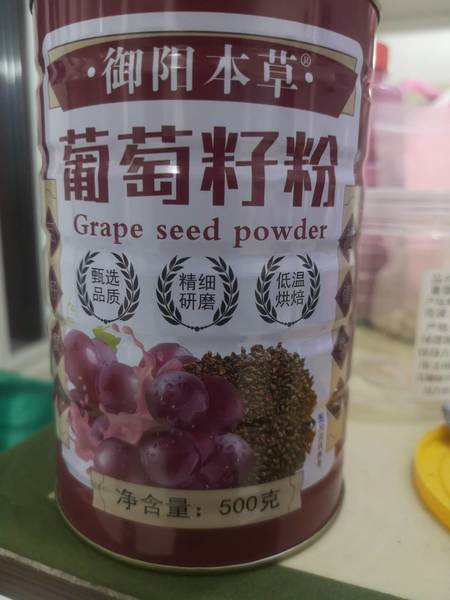 ·御阳本草®·
葡萄籽粉
Grape seed powder
甄选
品质
精细
研磨
低温
烘焙
净含量：500克